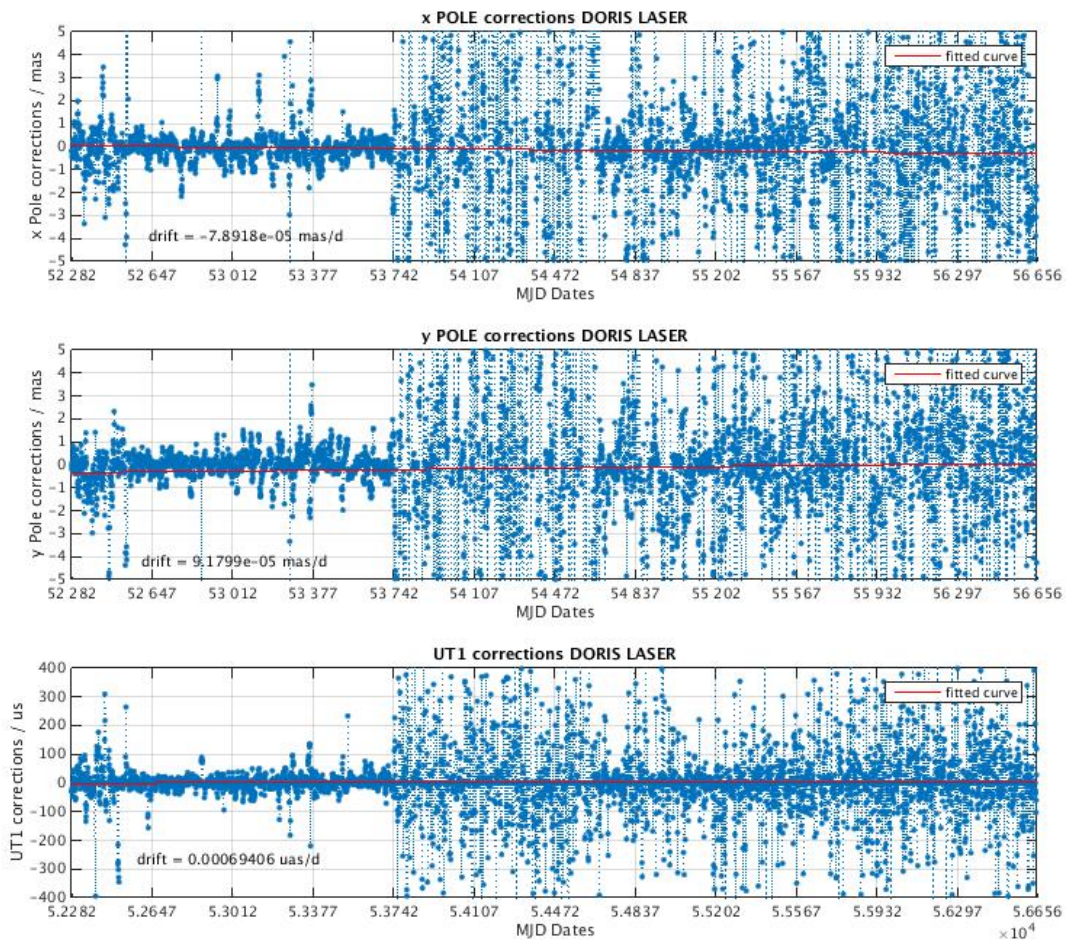 x POLE corrections DORIS LASER
x Pole corrections / mas
5
4
3
2
1
0
-1
-2
-3
-4
-5
fitted curve
drift = -7.8918e-05 mas/d
52 282 52 647 53 012 53 377 53 742 54 107 54 472 54 837 55 202 55 567 55 932 56 297 56 656
MJD Dates
y POLE corrections DORIS LASER
y Pole corrections / mas
5
4
3
2
1
0
-1
-2
-3
-4
-5
fitted curve
drift = 9.1799e-05 mas/d
52 282 52 647 53 012 53 377 53 742 54 107 54 472 54 837 55 202 55 567 55 932 56 297 56 656
MJD Dates
UT1 corrections DORIS LASER
UT1 corrections / us
400
300
200
100
0
-100
-200
-300
-400
fitted curve
drift = 0.00069406 uas/d
5.2282 5.2647 5.3012 5.3377 5.3742 5.4107 5.4472 5.4837 5.5202 5.5567 5.5932 5.6297 5.6656
MJD Dates
×10⁴